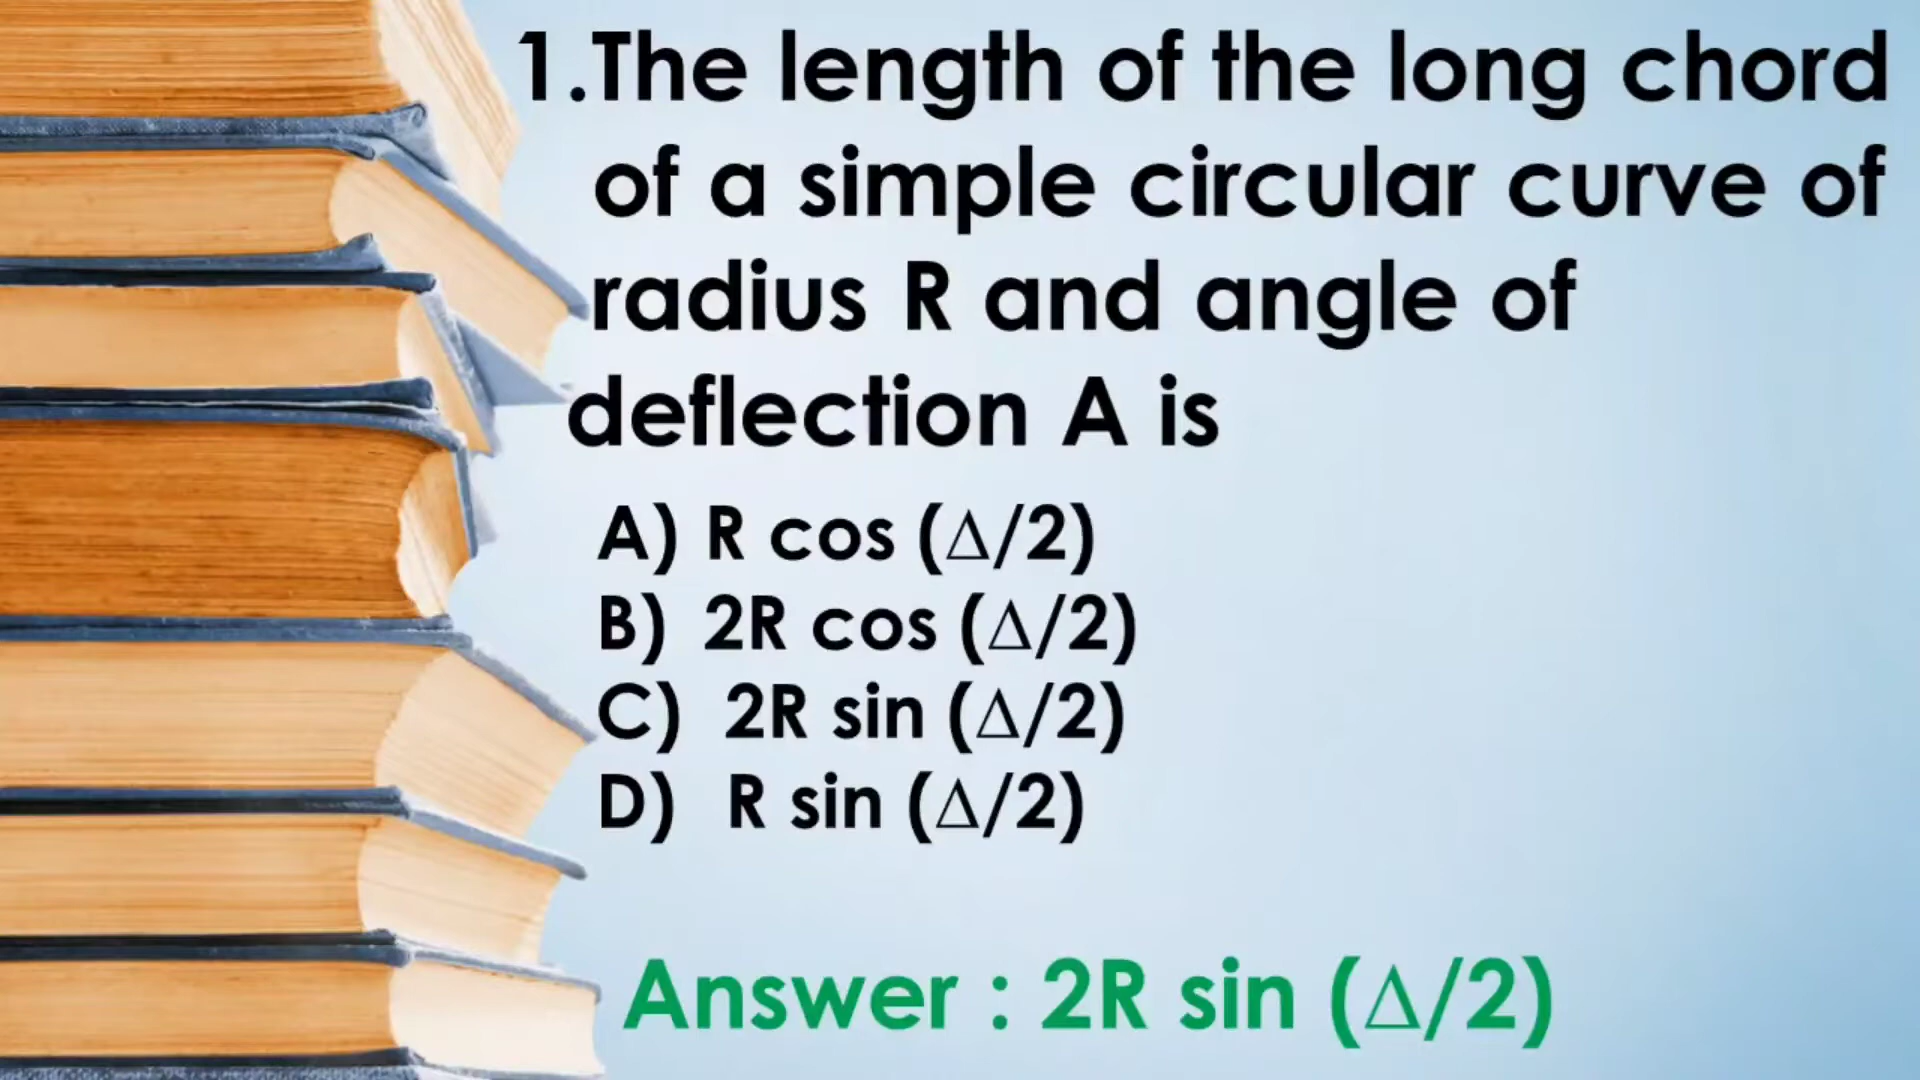 1.The length of the long chord
of a simple circular curve of
radius R and angle of
deflection A is
A) R cos (∆/2)
B) 2R cos (∆/2)
C) 2R sin (∆/2)
D) R sin (∆/2)
Answer : 2R sin (∆/2)